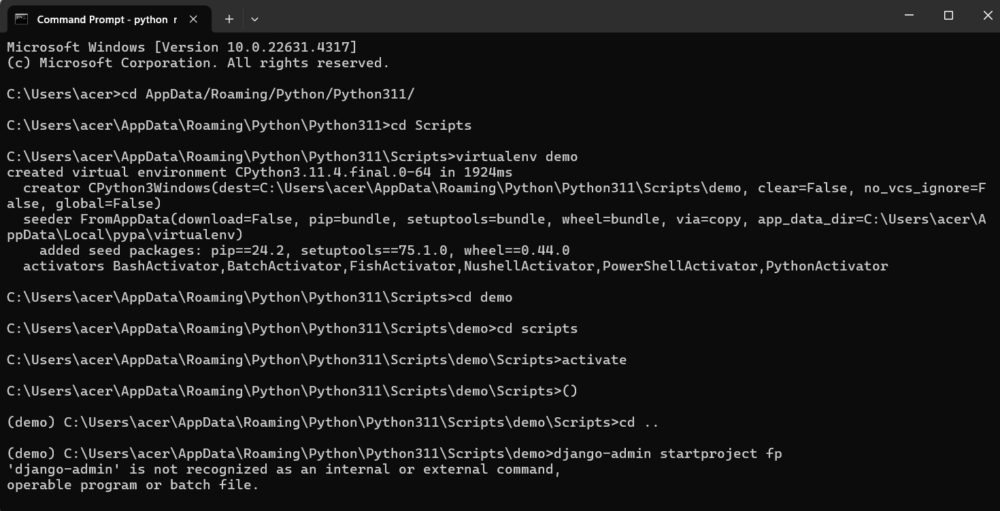 Command Prompt - python r
Microsoft Windows [Version 10.0.22631.4317]
(c) Microsoft Corporation. All rights reserved.
C:\Users\acer>cd AppData/Roaming/Python/Python311/
C:\Users\acer\AppData\Roaming\Python\Python311>cd Scripts
C:\Users\acer\AppData\Roaming\Python\Python311\Scripts>virtualenv demo
created virtual environment CPython3.11.4.final.0-64 in 1924ms
  creator CPython3Windows(dest=C:\Users\acer\AppData\Roaming\Python\Python311\Scripts\demo, clear=False, no_vcs_ignore=F
alse, global=False)
  seeder FromAppData(download=False, pip=bundle, setuptools=bundle, wheel=bundle, via=copy, app_data_dir=C:\Users\acer\A
ppData\Local\pypa\virtualenv)
    added seed packages: pip==24.2, setuptools==75.1.0, wheel==0.44.0
  activators BashActivator,BatchActivator,FishActivator,NushellActivator,PowerShellActivator,PythonActivator
C:\Users\acer\AppData\Roaming\Python\Python311\Scripts>cd demo
C:\Users\acer\AppData\Roaming\Python\Python311\Scripts\demo>cd scripts
C:\Users\acer\AppData\Roaming\Python\Python311\Scripts\demo\Scripts>activate
C:\Users\acer\AppData\Roaming\Python\Python311\Scripts\demo\Scripts>()
(demo) C:\Users\acer\AppData\Roaming\Python\Python311\Scripts\demo\Scripts>cd ..
(demo) C:\Users\acer\AppData\Roaming\Python\Python311\Scripts\demo>django-admin startproject fp
'django-admin' is not recognized as an internal or external command,
operable program or batch file.